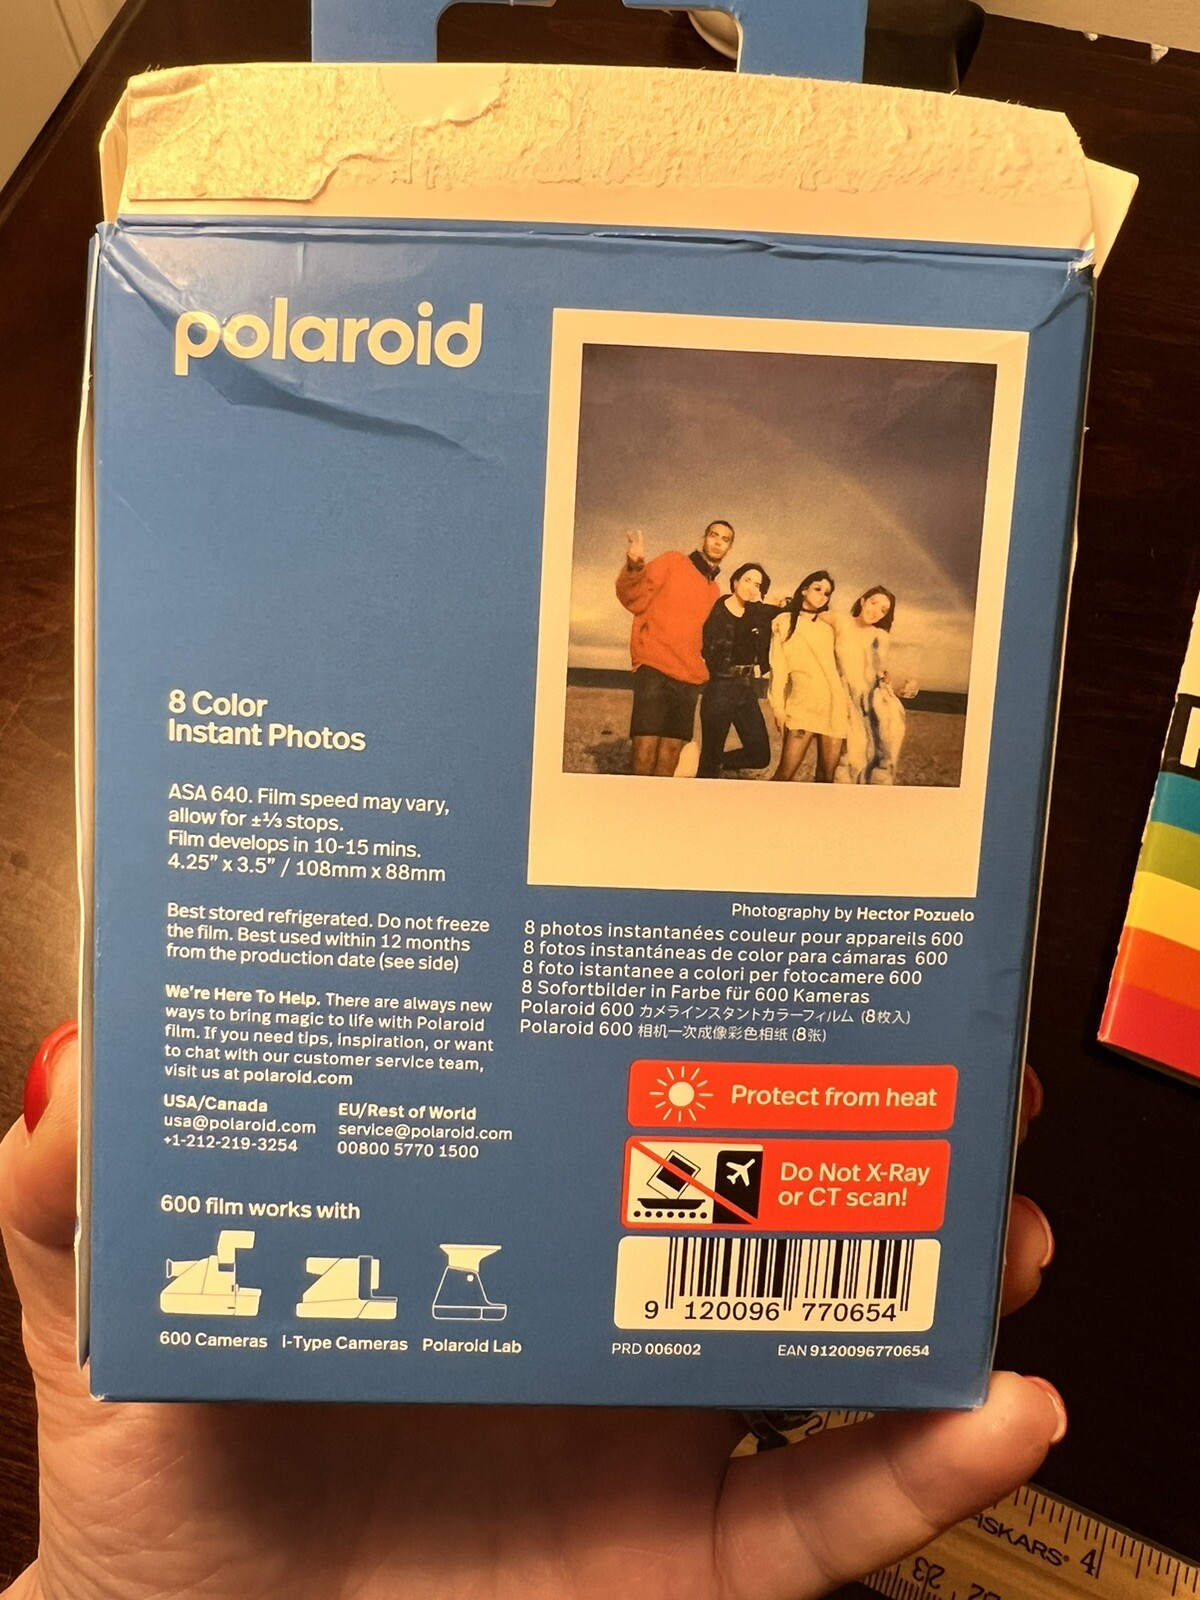 polaroid
8 Color
Instant Photos
ASA 640. Film speed may vary,
allow for ±⅓ stops.
Film develops in 10-15 mins.
4.25” x 3.5” / 108mm x 88mm
Best stored refrigerated. Do not freeze
the film. Best used within 12 months
from the production date (see side)
We’re Here To Help. There are always new
ways to bring magic to life with Polaroid
film. If you need tips, inspiration, or want
to chat with our customer service team,
visit us at polaroid.com
USA/Canada
usa@polaroid.com
+1-212-219-3254
EU/Rest of World
service@polaroid.com
00800 5770 1500
600 film works with
600 Cameras
I-Type Cameras
Polaroid Lab
Photography by Hector Pozuelo
8 photos instantanées couleur pour appareils 600
8 fotos instantáneas de color para cámaras 600
8 foto istantanee a colori per fotocamere 600
8 Sofortbilder in Farbe für 600 Kameras
Polaroid 600 カメラインスタントカラーフィルム (8枚入)
Polaroid 600 相机一次成像彩色相纸 (8张)
Protect from heat
Do Not X-Ray
or CT scan!
9 120096 770654
PRD 006002
EAN 9120096770654
FISKARS
4
23
22